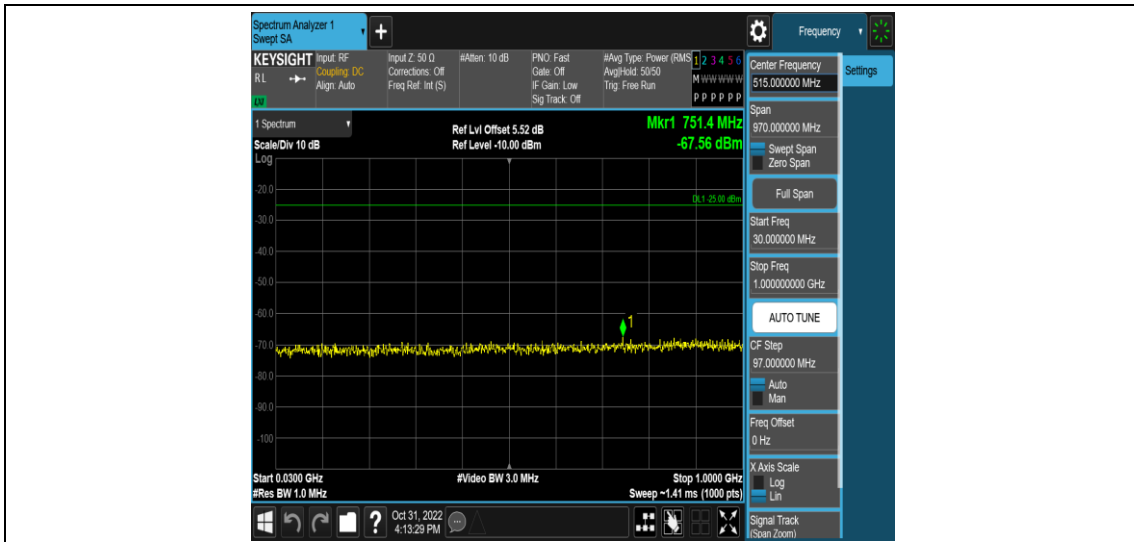 Spectrum Analyzer 1
Swept SA
+
Frequency
KEYSIGHT
RL
LXI
Input: RF
Coupling: DC
Align: Auto
Input Z: 50 Ω
Corrections: Off
Freq Ref: Int (S)
#Atten: 10 dB
PNO: Fast
Gate: Off
IF Gain: Low
Sig Track: Off
#Avg Type: Power (RMS
Avg|Hold: 50/50
Trig: Free Run
1 2 3 4 5 6
M W W W W W
P P P P P P
1 Spectrum
Scale/Div 10 dB
Log
Ref Lvl Offset 5.52 dB
Ref Level -10.00 dBm
Mkr1 751.4 MHz
-67.56 dBm
-20.0
DL1 -25.00 dBm
-30.0
-40.0
-50.0
-60.0
1
-70.0
-80.0
-90.0
-100
Start 0.0300 GHz
#Res BW 1.0 MHz
#Video BW 3.0 MHz
Stop 1.0000 GHz
Sweep ~1.41 ms (1000 pts)
Center Frequency
515.000000 MHz
Settings
Span
970.000000 MHz
Swept Span
Zero Span
Full Span
Start Freq
30.000000 MHz
Stop Freq
1.000000000 GHz
AUTO TUNE
CF Step
97.000000 MHz
Auto
Man
Freq Offset
0 Hz
X Axis Scale
Log
Lin
Signal Track
(Span Zoom)
?
Oct 31, 2022
4:13:29 PM